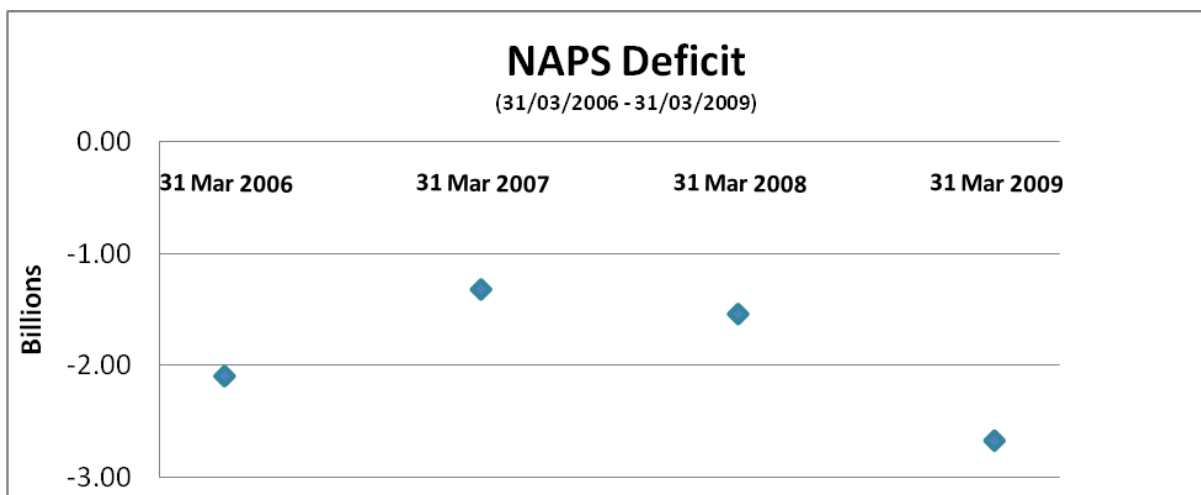 NAPS Deficit
(31/03/2006 - 31/03/2009)
0.00
31 Mar 2006 31 Mar 2007 31 Mar 2008 31 Mar 2009
-1.00
Billions
-2.00
-3.00